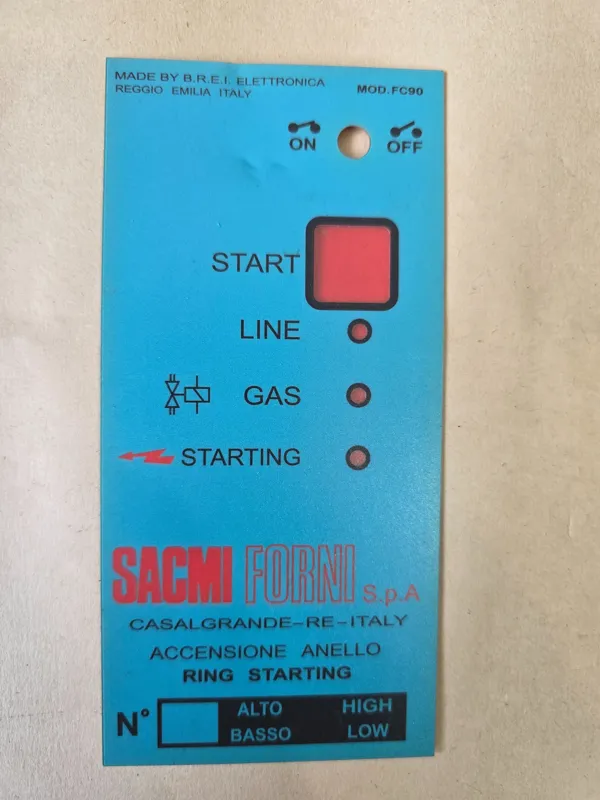 MADE BY B.R.E.I. ELETTRONICA
REGGIO EMILIA ITALY MOD.FC90
ON OFF
START
LINE
GAS
STARTING
SACMI FORNI S.p.A
CASALGRANDE-RE-ITALY
ACCENSIONE ANELLO
RING STARTING
N° ALTO HIGH
BASSO LOW